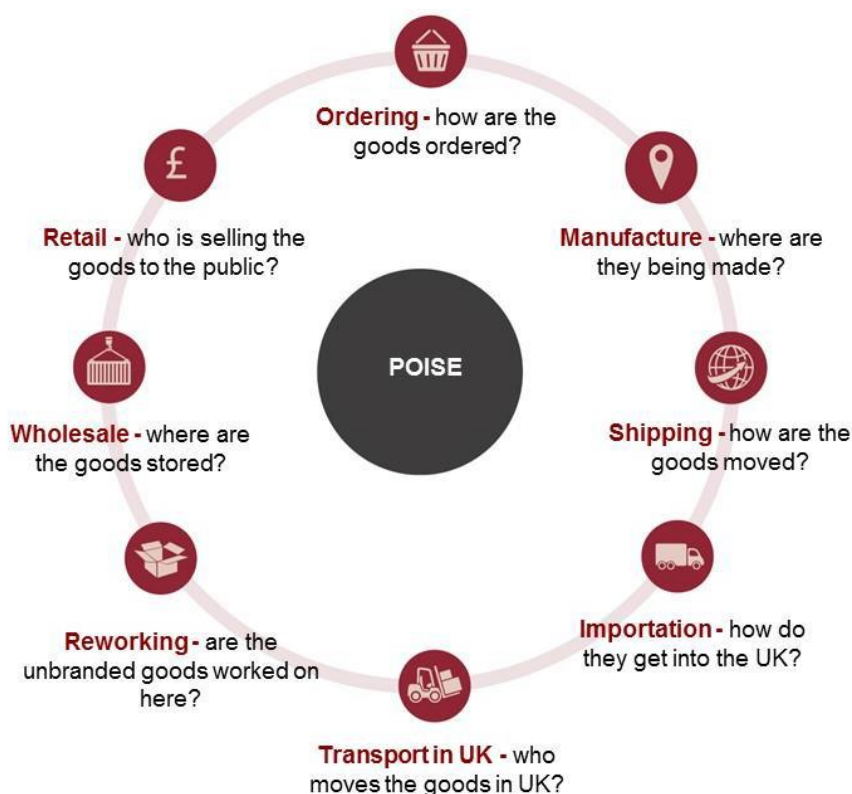 Ordering - how are the
goods ordered?
£
Retail - who is selling the
goods to the public?
Manufacture - where are
they being made?
POISE
Wholesale - where are
the goods stored?
Shipping - how are the
goods moved?
Reworking - are the
unbranded goods worked on
here?
Importation - how do
they get into the UK?
Transport in UK - who
moves the goods in UK?